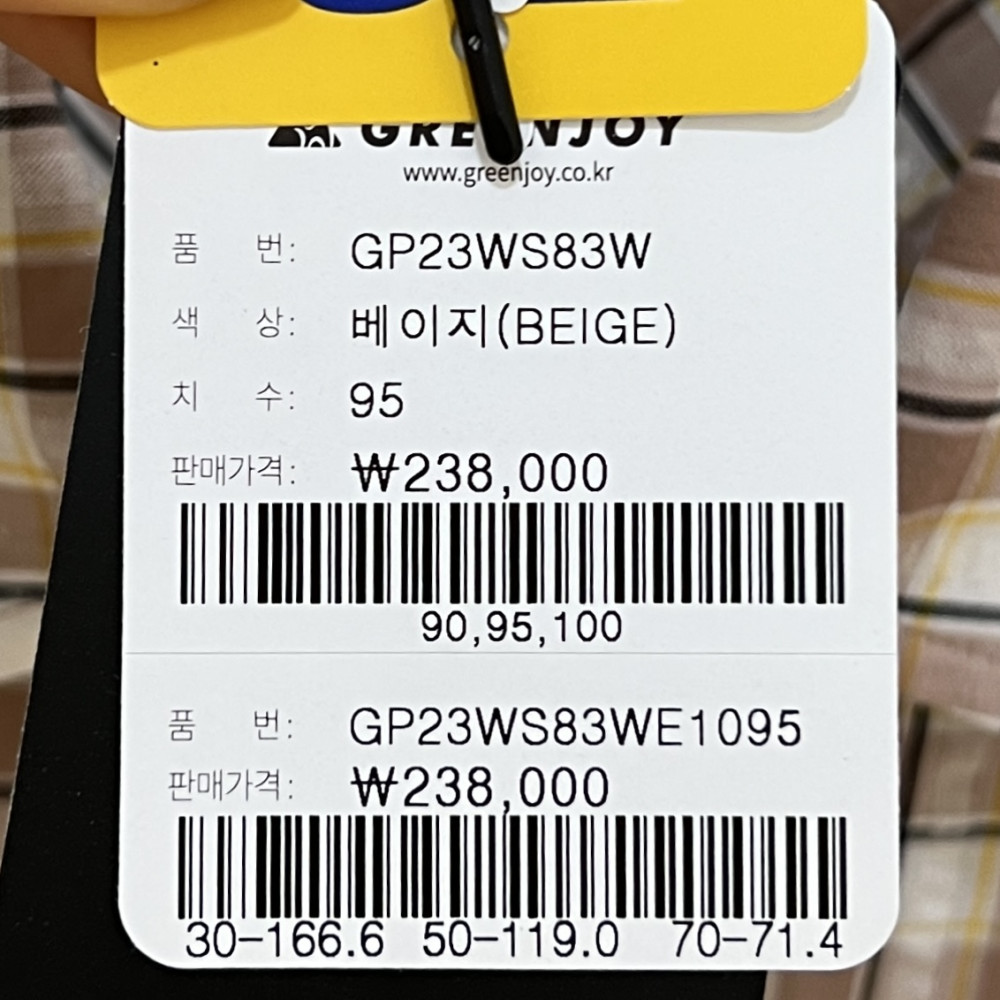 GREENJOY
www.greenjoy.co.kr
품 번: GP23WS83W
색 상: 베이지(BEIGE)
치 수: 95
판매가격: ₩238,000
90,95,100
품 번: GP23WS83WE1095
판매가격: ₩238,000
30-166.6 50-119.0 70-71.4